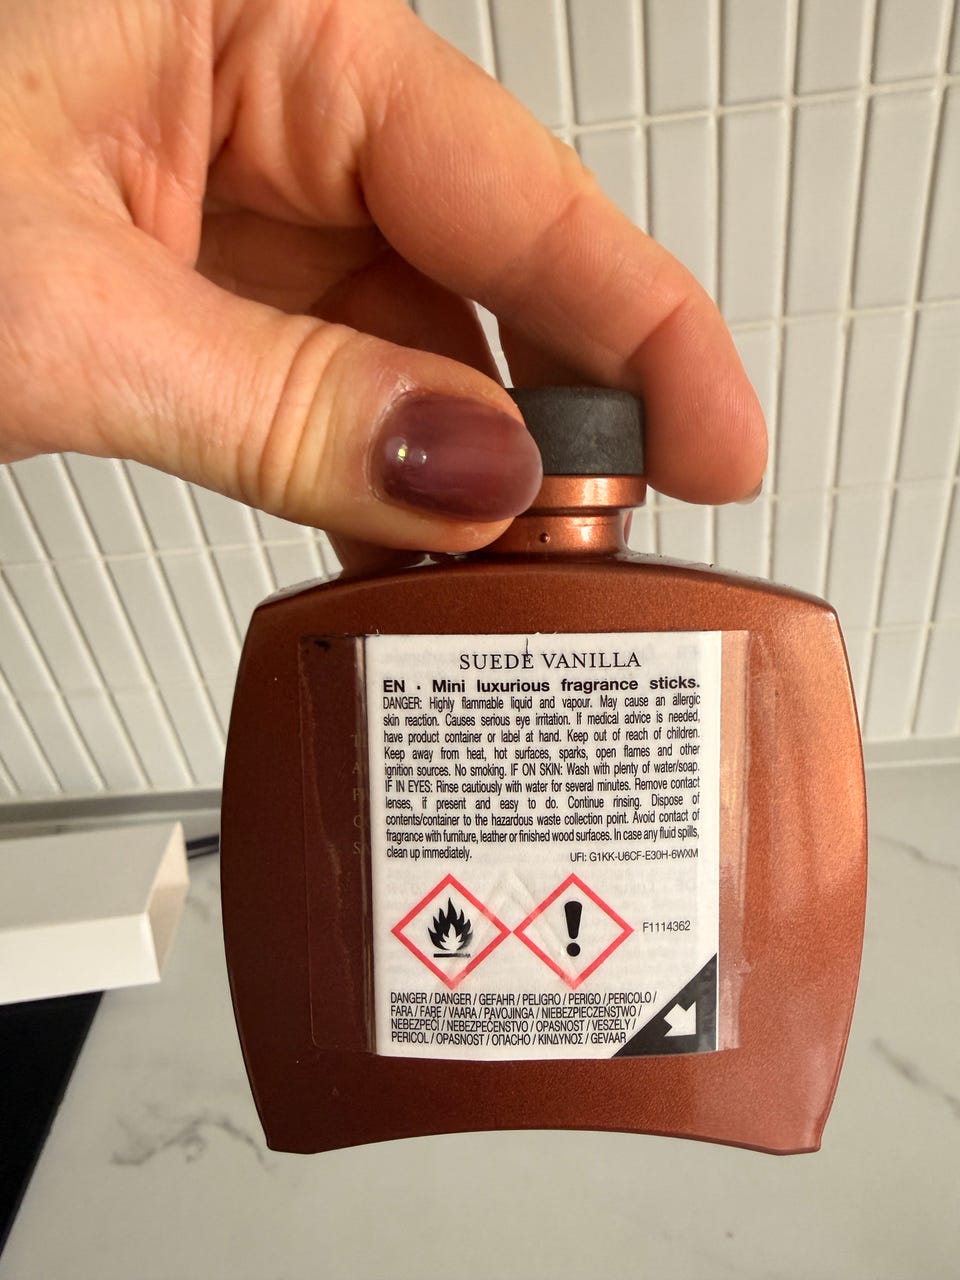 SUEDE VANILLA
EN · Mini luxurious fragrance sticks.
DANGER: Highly flammable liquid and vapour. May cause an allergic
skin reaction. Causes serious eye irritation. If medical advice is needed,
have product container or label at hand. Keep out of reach of children.
Keep away from heat, hot surfaces, sparks, open flames and other
ignition sources. No smoking. IF ON SKIN: Wash with plenty of water/soap.
IF IN EYES: Rinse cautiously with water for several minutes. Remove contact
lenses, if present and easy to do. Continue rinsing. Dispose of
contents/container to the hazardous waste collection point. Avoid contact of
fragrance with furniture, leather or finished wood surfaces. In case any fluid spills,
clean up immediately.
UFI: G1KK-U6CF-E30H-6WXM
F1114362
DANGER / DANGER / GEFAHR / PELIGRO / PERIGO / PERICOLO /
FARA / FARE / VAARA / PAVOJINGA / NIEBEZPIECZEŃSTWO /
NEBEZPEČÍ / NEBEZPEČENSTVO / OPASNOST / VESZÉLY /
PERICOL / OPASNOST / ОПАСНО / ΚΙΝΔΥΝΟΣ / GEVAAR